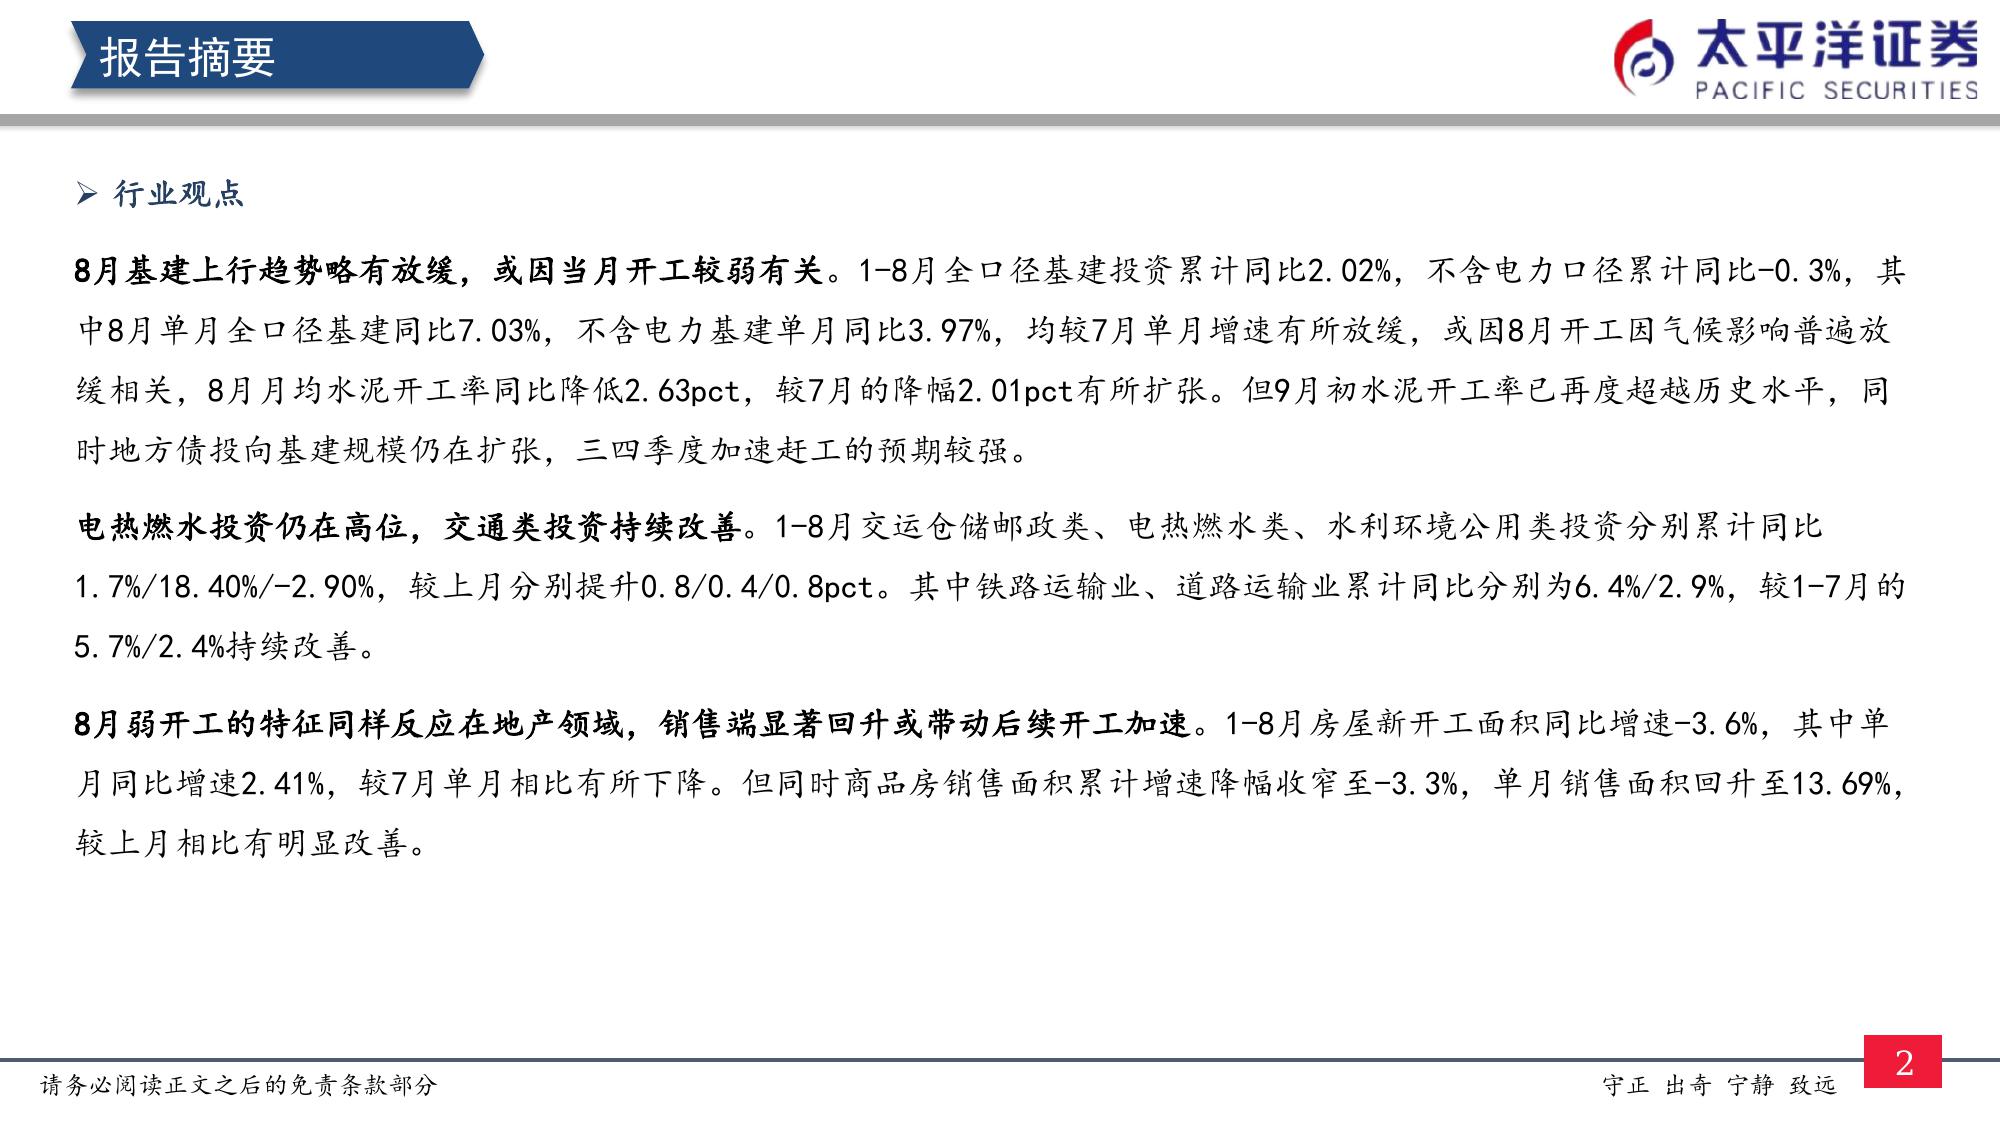 报告摘要
太平洋证券
PACIFIC SECURITIES
➢ 行业观点
8月基建上行趋势略有放缓，或因当月开工较弱有关。1-8月全口径基建投资累计同比2.02%，不含电力口径累计同比-0.3%，其
中8月单月全口径基建同比7.03%，不含电力基建单月同比3.97%，均较7月单月增速有所放缓，或因8月开工因气候影响普遍放
缓相关，8月月均水泥开工率同比降低2.63pct，较7月的降幅2.01pct有所扩张。但9月初水泥开工率已再度超越历史水平，同
时地方债投向基建规模仍在扩张，三四季度加速赶工的预期较强。
电热燃水投资仍在高位，交通类投资持续改善。1-8月交运仓储邮政类、电热燃水类、水利环境公用类投资分别累计同比
1.7%/18.40%/-2.90%，较上月分别提升0.8/0.4/0.8pct。其中铁路运输业、道路运输业累计同比分别为6.4%/2.9%，较1-7月的
5.7%/2.4%持续改善。
8月弱开工的特征同样反应在地产领域，销售端显著回升或带动后续开工加速。1-8月房屋新开工面积同比增速-3.6%，其中单
月同比增速2.41%，较7月单月相比有所下降。但同时商品房销售面积累计增速降幅收窄至-3.3%，单月销售面积回升至13.69%，
较上月相比有明显改善。
请务必阅读正文之后的免责条款部分
守正 出奇 宁静 致远
2